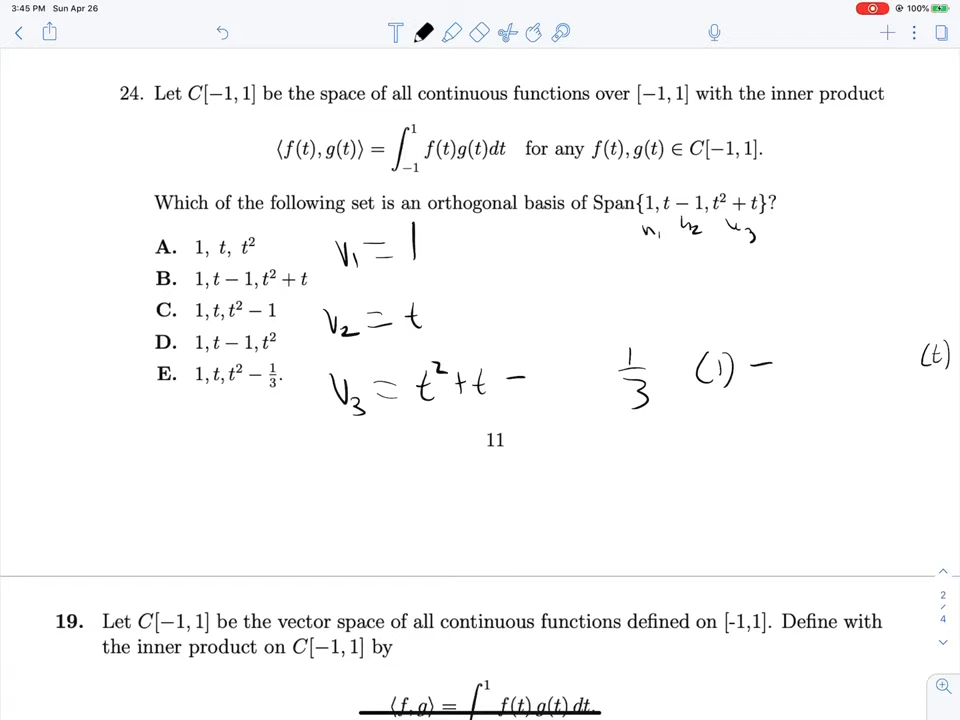 3:45 PM Sun Apr 26
100%
T
24. Let C[−1, 1] be the space of all continuous functions over [−1, 1] with the inner product
⟨f(t), g(t)⟩ = ∫_{−1}^{1} f(t)g(t)dt for any f(t), g(t) ∈ C[−1, 1].
Which of the following set is an orthogonal basis of Span{1, t − 1, t² + t}?
u₁ u₂ u₃
A. 1, t, t²
B. 1, t − 1, t² + t
C. 1, t, t² − 1
D. 1, t − 1, t²
E. 1, t, t² − 1/3.
v₁ = 1
v₂ = t
v₃ = t² + t − 1/3 (1) − (t)
11
2
/
4
19. Let C[−1, 1] be the vector space of all continuous functions defined on [-1,1]. Define with
the inner product on C[−1, 1] by
⟨f, g⟩ = ∫^{1} f(t) g(t) dt.